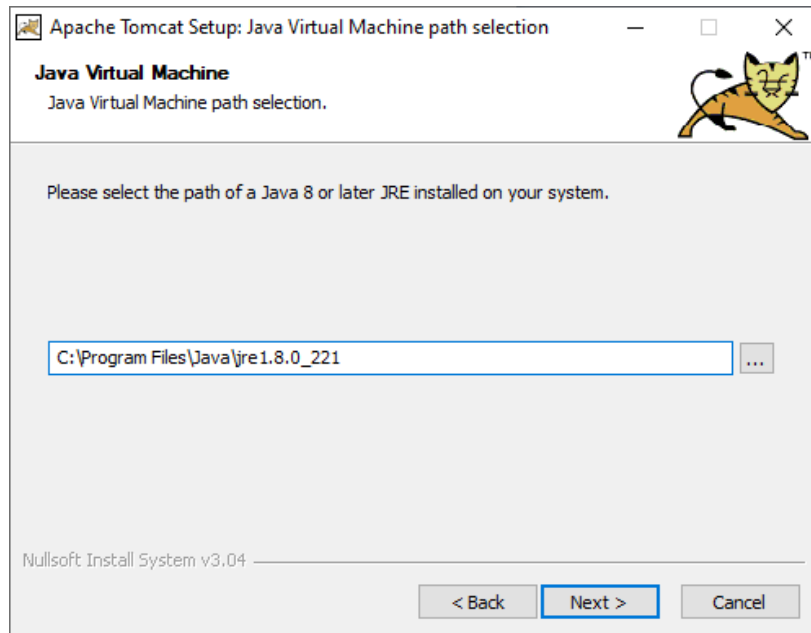 Apache Tomcat Setup: Java Virtual Machine path selection
Java Virtual Machine
Java Virtual Machine path selection.
Please select the path of a Java 8 or later JRE installed on your system.
C:\Program Files\Java\jre1.8.0_221
...
Nullsoft Install System v3.04
< Back
Next >
Cancel